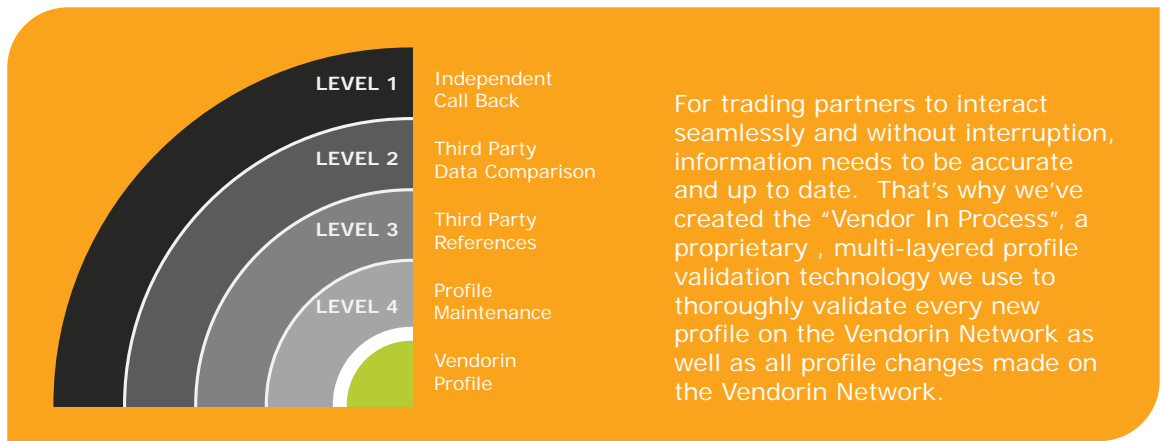 LEVEL 1
Independent
Call Back
LEVEL 2
Third Party
Data Comparison
LEVEL 3
Third Party
References
LEVEL 4
Profile
Maintenance
Vendorin
Profile
For trading partners to interact
seamlessly and without interruption,
information needs to be accurate
and up to date.  That’s why we’ve
created the “Vendor In Process”, a
proprietary , multi-layered profile
validation technology we use to
thoroughly validate every new
profile on the Vendorin Network as
well as all profile changes made on
the Vendorin Network.